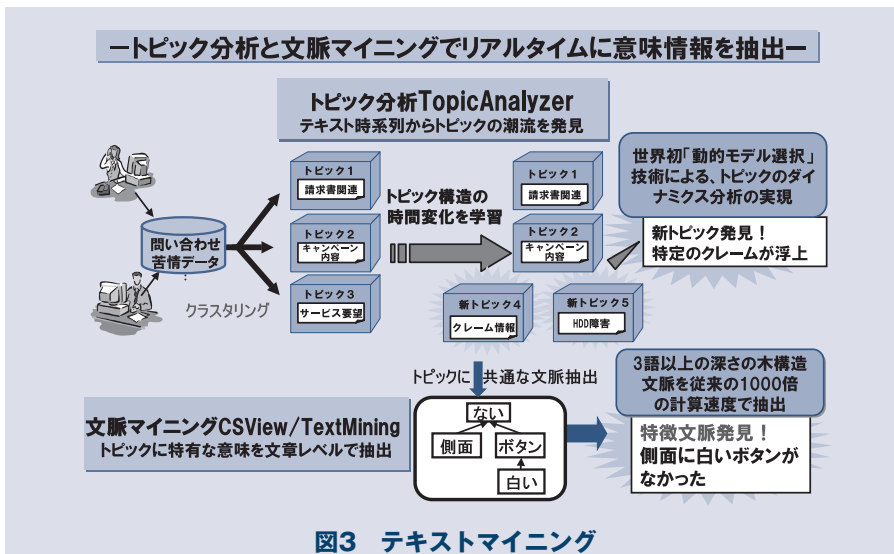 ―トピック分析と文脈マイニングでリアルタイムに意味情報を抽出―
トピック分析TopicAnalyzer
テキスト時系列からトピックの潮流を発見
問い合わせ
苦情データ
クラスタリング
トピック1
請求書関連
トピック2
キャンペーン
内容
トピック3
サービス要望
トピック構造の
時間変化を学習
トピック1
請求書関連
トピック2
キャンペーン
内容
新トピック4
クレーム情報
新トピック5
HDD障害
世界初「動的モデル選択」
技術による、トピックのダイ
ナミクス分析の実現
新トピック発見!
特定のクレームが浮上
トピックに共通な文脈抽出
文脈マイニングCSView/TextMining
トピックに特有な意味を文章レベルで抽出
ない
側面
ボタン
白い
3語以上の深さの木構造
文脈を従来の1000倍
の計算速度で抽出
特徴文脈発見!
側面に白いボタンが
なかった
図3 テキストマイニング